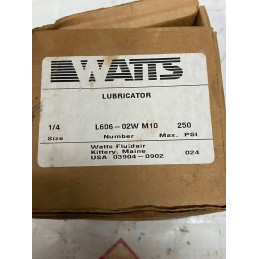 WATTS
LUBRICATOR
1/4 L606-02W M10 250
Size Number Max. PSI
Watts Fluidair
Kittery, Maine
USA 03904-0902 024